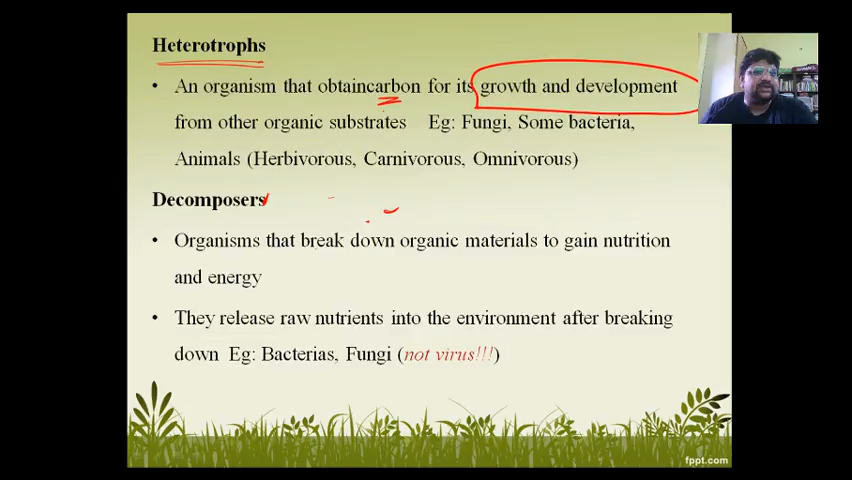 Heterotrophs
• An organism that obtaincarbon for its growth and development
from other organic substrates Eg: Fungi, Some bacteria,
Animals (Herbivorous, Carnivorous, Omnivorous)
Decomposers
• Organisms that break down organic materials to gain nutrition
and energy
• They release raw nutrients into the environment after breaking
down Eg: Bacterias, Fungi (not virus!!!)
fppt.com